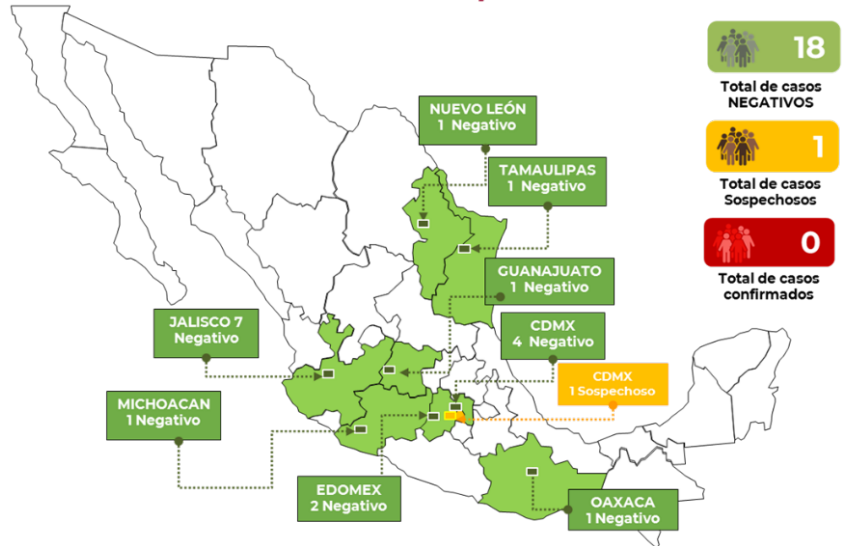 18
Total de casos
NEGATIVOS
NUEVO LEÓN
1 Negativo
1
Total de casos
Sospechosos
TAMAULIPAS
1 Negativo
0
Total de casos
confirmados
GUANAJUATO
1 Negativo
JALISCO 7
Negativo
CDMX
4 Negativo
CDMX
1 Sospechoso
MICHOACAN
1 Negativo
EDOMEX
2 Negativo
OAXACA
1 Negativo